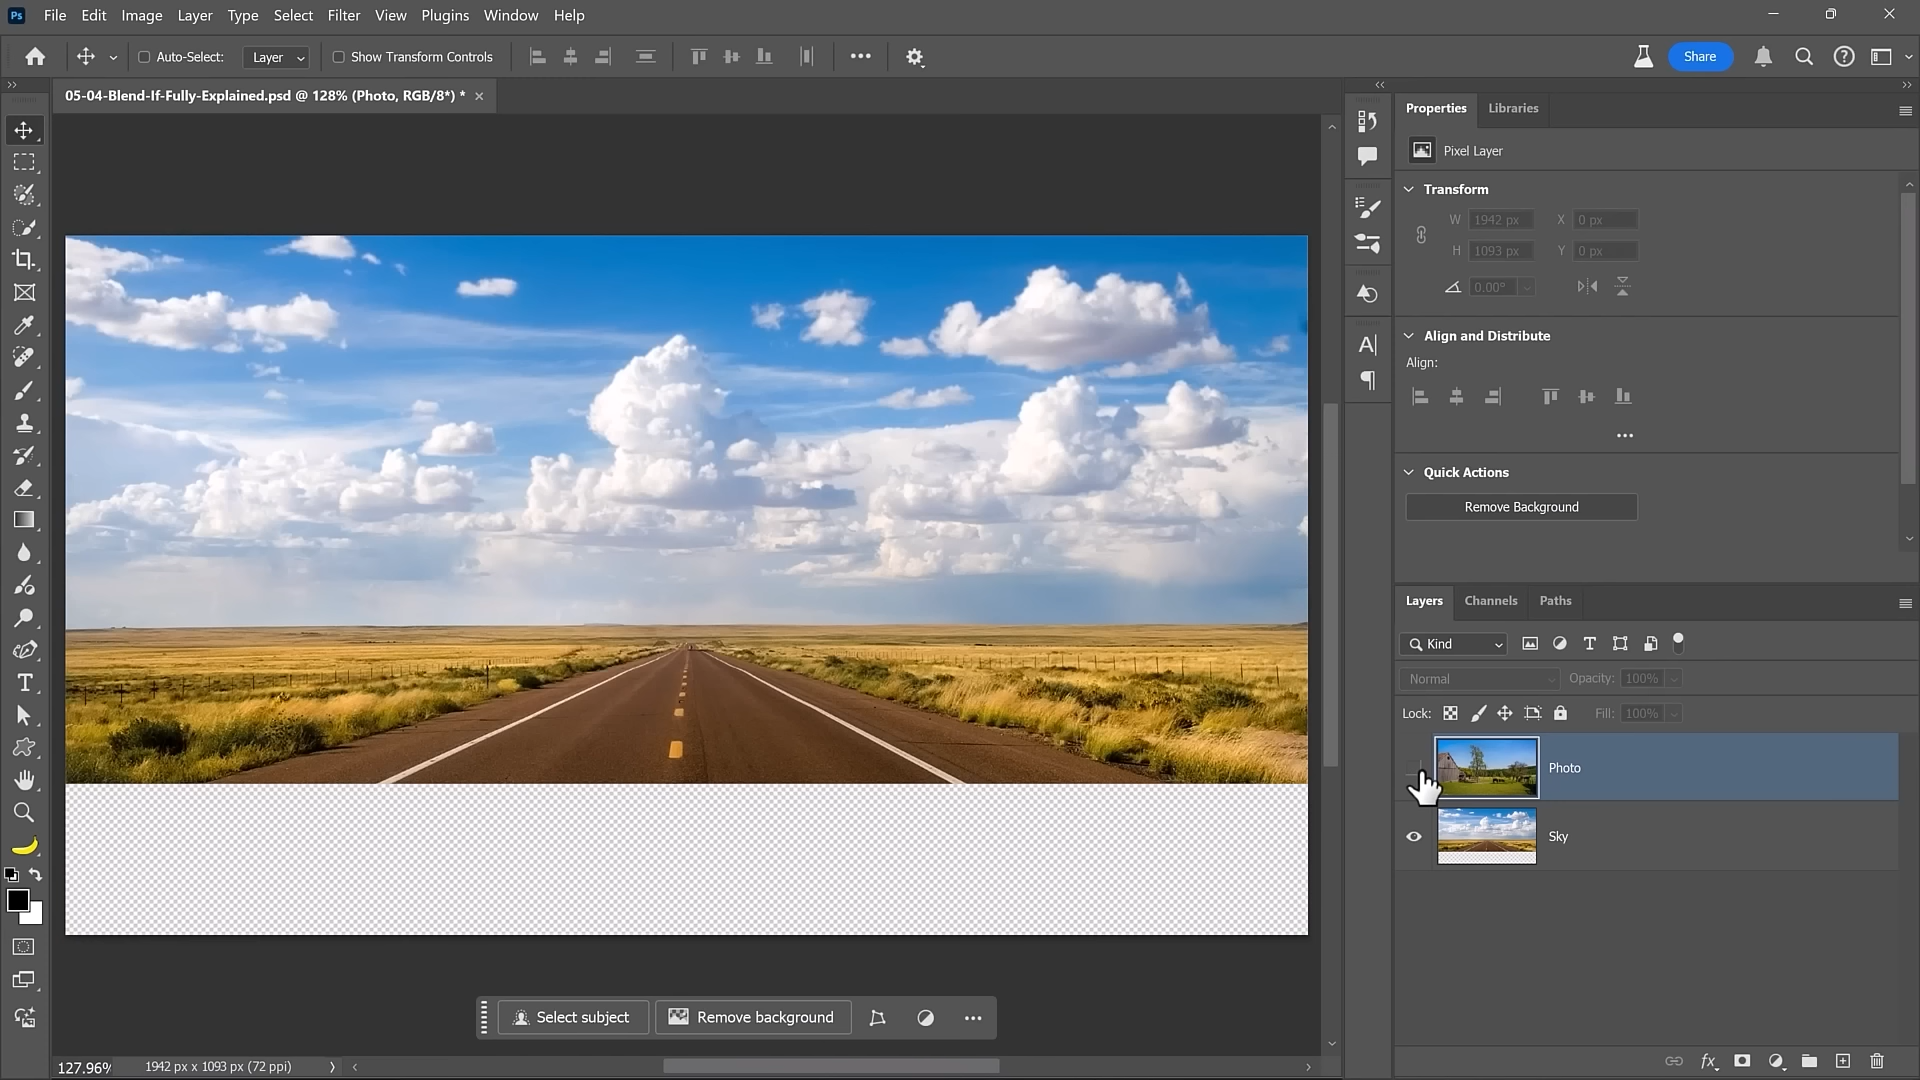 Ps File Edit Image Layer Type Select Filter View Plugins Window Help
Auto-Select: Layer Show Transform Controls Share
05-04-Blend-If-Fully-Explained.psd @ 128% (Photo, RGB/8*) *
Properties Libraries
Pixel Layer
Transform
W 1942 px X 0 px
H 1093 px Y 0 px
0.00°
Align and Distribute
Align:
Quick Actions
Remove Background
Layers Channels Paths
Kind
Normal Opacity: 100%
Lock: Fill: 100%
Photo
Sky
Select subject Remove background
127.96% 1942 px x 1093 px (72 ppi)